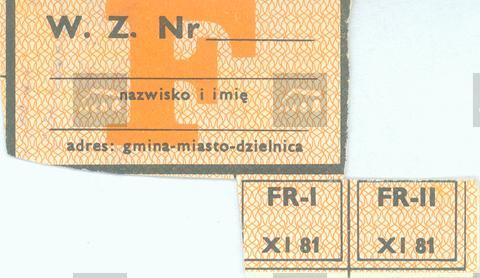 F
W. Z. Nr
nazwisko i imię
adres: gmina-miasto-dzielnica
FR-I
FR-II
XI 81
XI 81